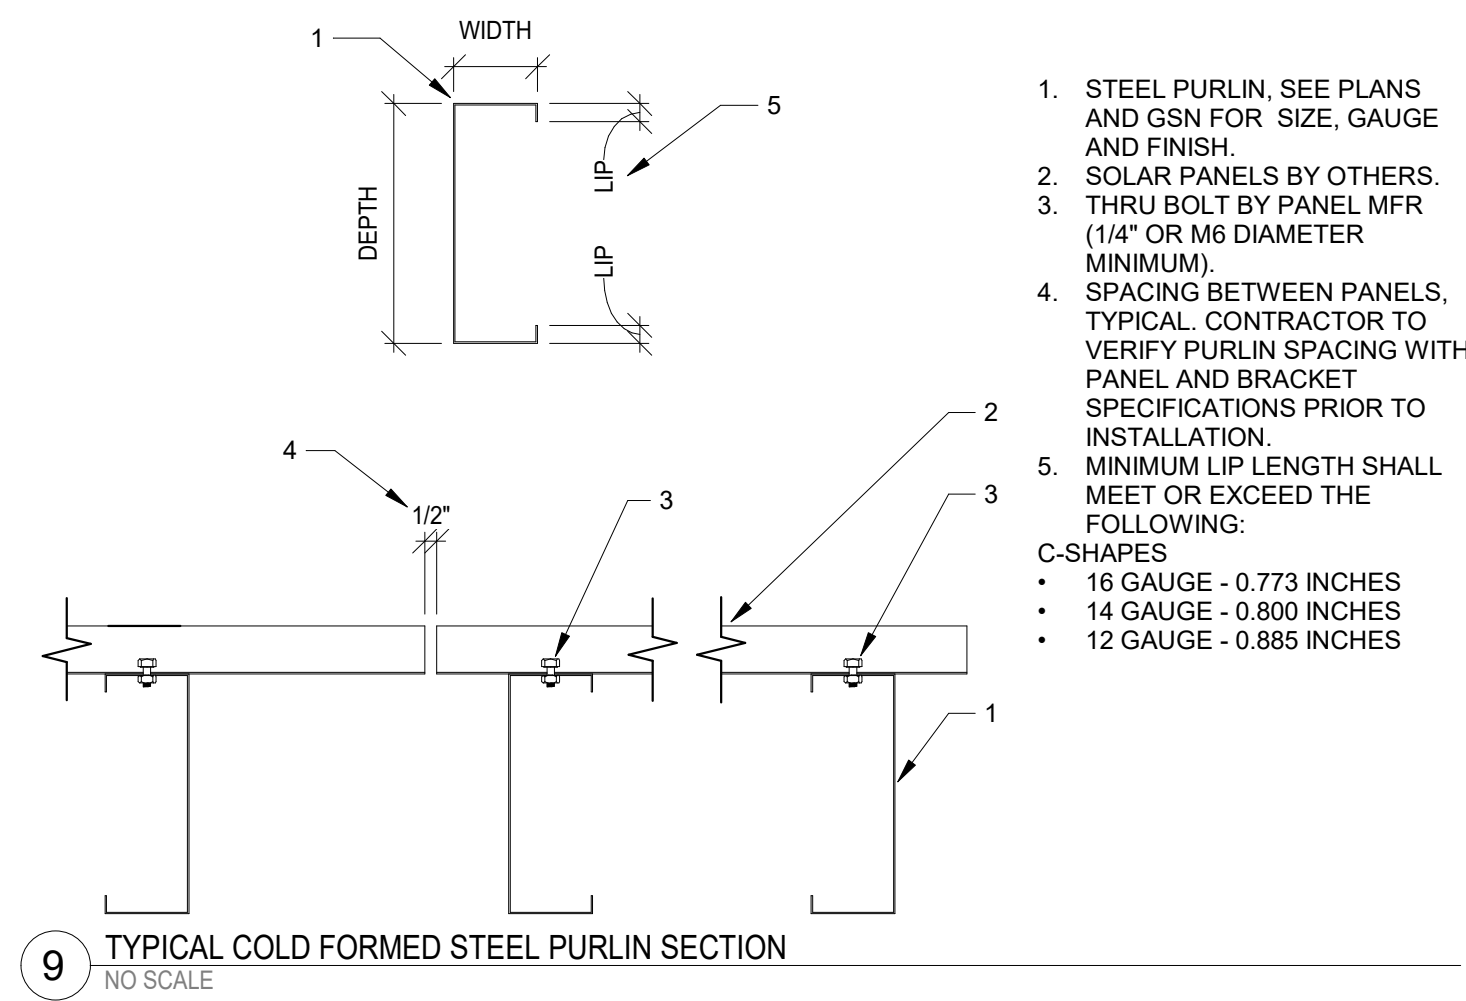 WIDTH
1
5
LIP
DEPTH
LIP
1. STEEL PURLIN, SEE PLANS
AND GSN FOR SIZE, GAUGE
AND FINISH.
2. SOLAR PANELS BY OTHERS.
3. THRU BOLT BY PANEL MFR
(1/4" OR M6 DIAMETER
MINIMUM).
4. SPACING BETWEEN PANELS,
TYPICAL. CONTRACTOR TO
VERIFY PURLIN SPACING WITH
PANEL AND BRACKET
SPECIFICATIONS PRIOR TO
INSTALLATION.
5. MINIMUM LIP LENGTH SHALL
MEET OR EXCEED THE
FOLLOWING:
C-SHAPES
• 16 GAUGE - 0.773 INCHES
• 14 GAUGE - 0.800 INCHES
• 12 GAUGE - 0.885 INCHES
2
4
3
3
1/2"
1
9
TYPICAL COLD FORMED STEEL PURLIN SECTION
NO SCALE